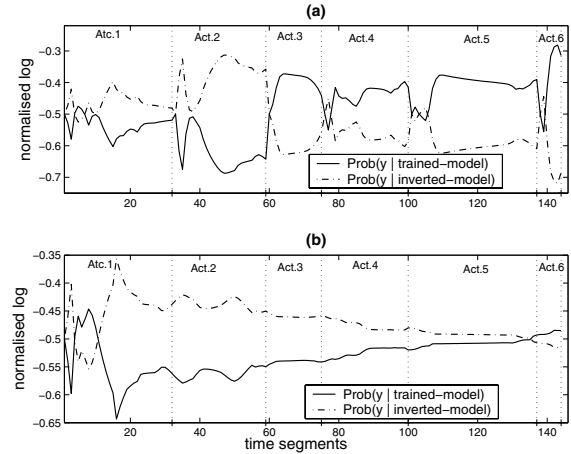 (a)
Atc.1 Act.2 Act.3 Act.4 Act.5 Act.6
normalised log
−0.3
−0.4
−0.5
−0.6
−0.7
Prob(y | trained−model)
Prob(y | inverted−model)
20 40 60 80 100 120 140
(b)
Atc.1 Act.2 Act.3 Act.4 Act.5 Act.6
normalised log
−0.35
−0.4
−0.45
−0.5
−0.55
−0.6
−0.65
Prob(y | trained−model)
Prob(y | inverted−model)
20 40 60 80 100 120 140
time segments